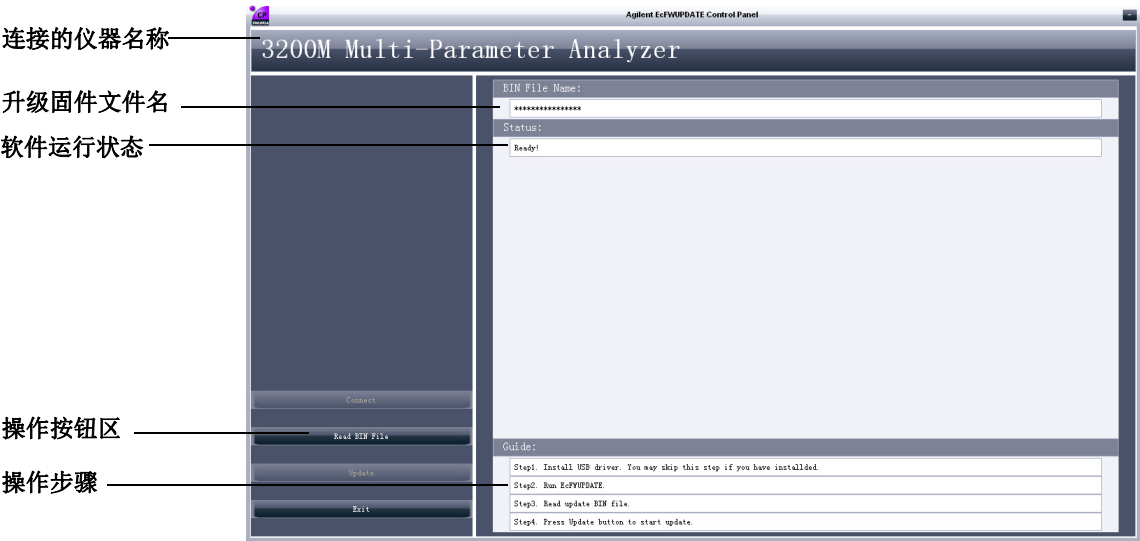 CP
Agilent EcFWUPDATE Control Panel
连接的仪器名称
3200M Multi-Parameter Analyzer
BIN File Name:
升级固件文件名
****************
Status:
软件运行状态
Ready!
Connect
操作按钮区
Read BIN File
Guide:
Step1. Install USB driver. You may skip this step if you have installded.
Update
操作步骤
Step2. Run EcFWUPDATE.
Step3. Read update BIN file.
Exit
Step4. Press Update button to start update.